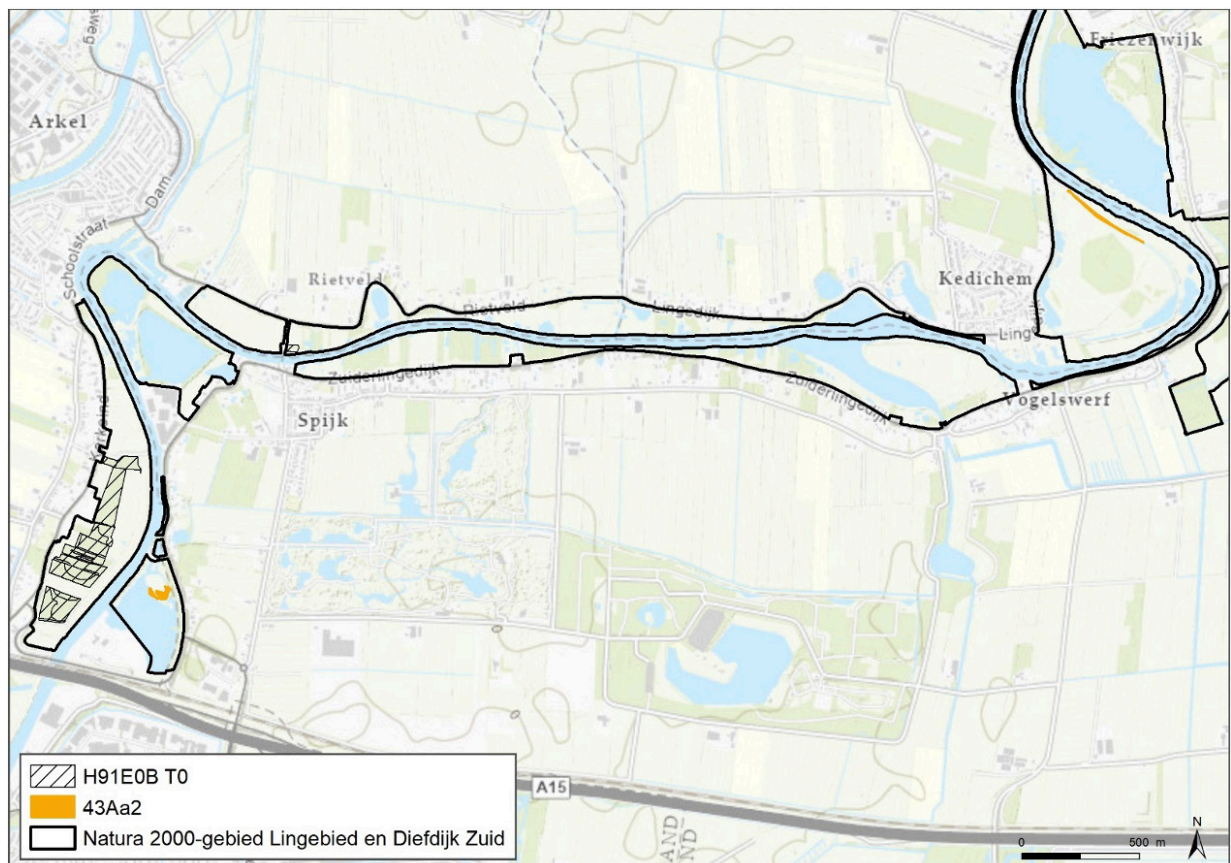 Friezenwijk
Arkel
Dam
Schoolstraat
Rietveld
Rietveld
Lingedijk
Kedichem
Zuiderlingedijk
Zuiderlingedijk
Vogelswerf
Spijk
Kerkeind
A15
H91E0B T0
43Aa2
Natura 2000-gebied Lingebied en Diefdijk Zuid
0 500 m
N